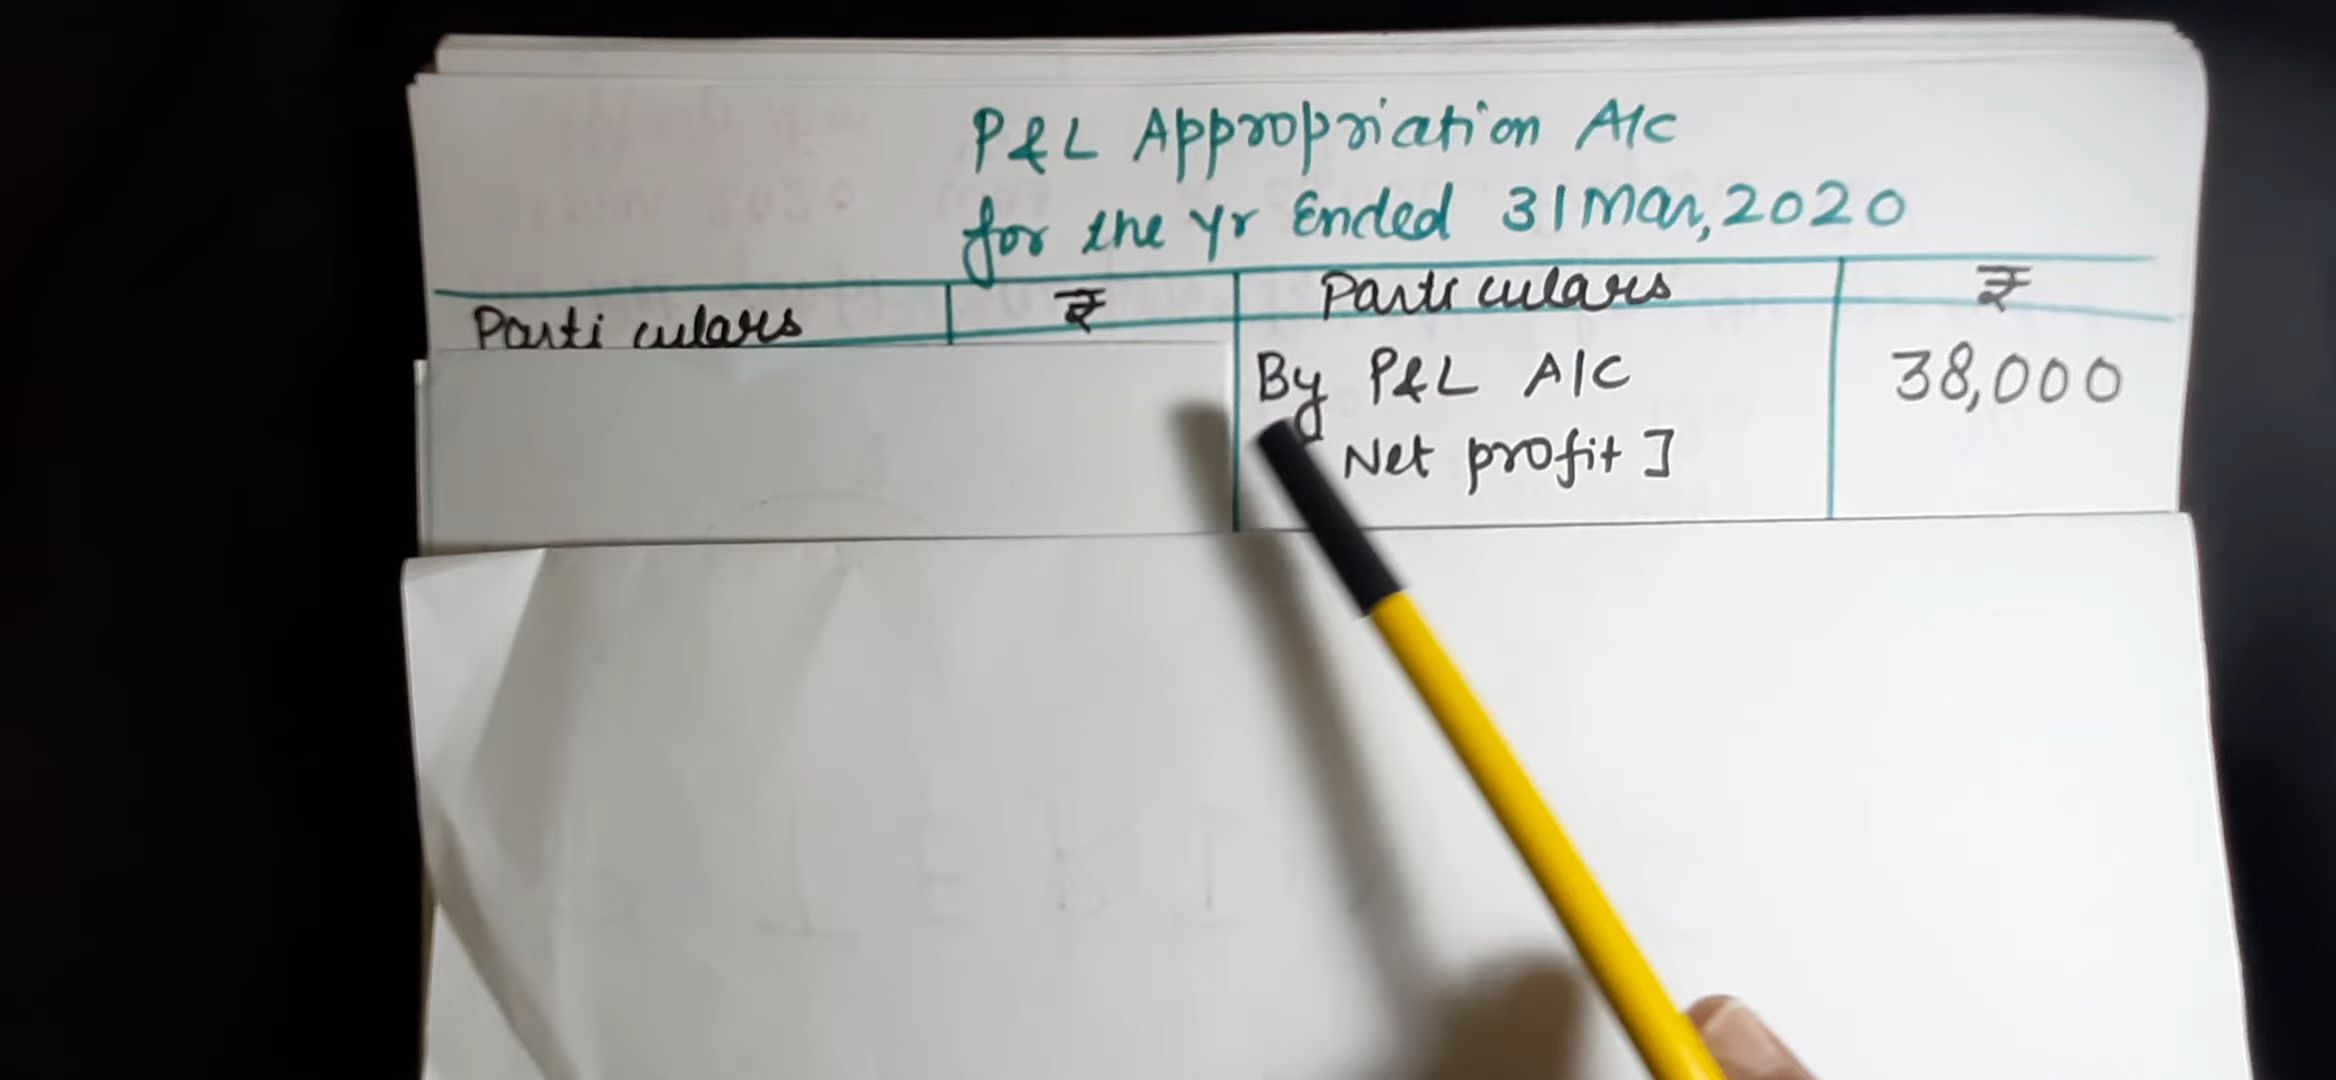 P&L Appropriation A/c
for the yr Ended 31 Mar, 2020
Particulars ₹ Particulars ₹
By P&L A/C 38,000
Net profit ]